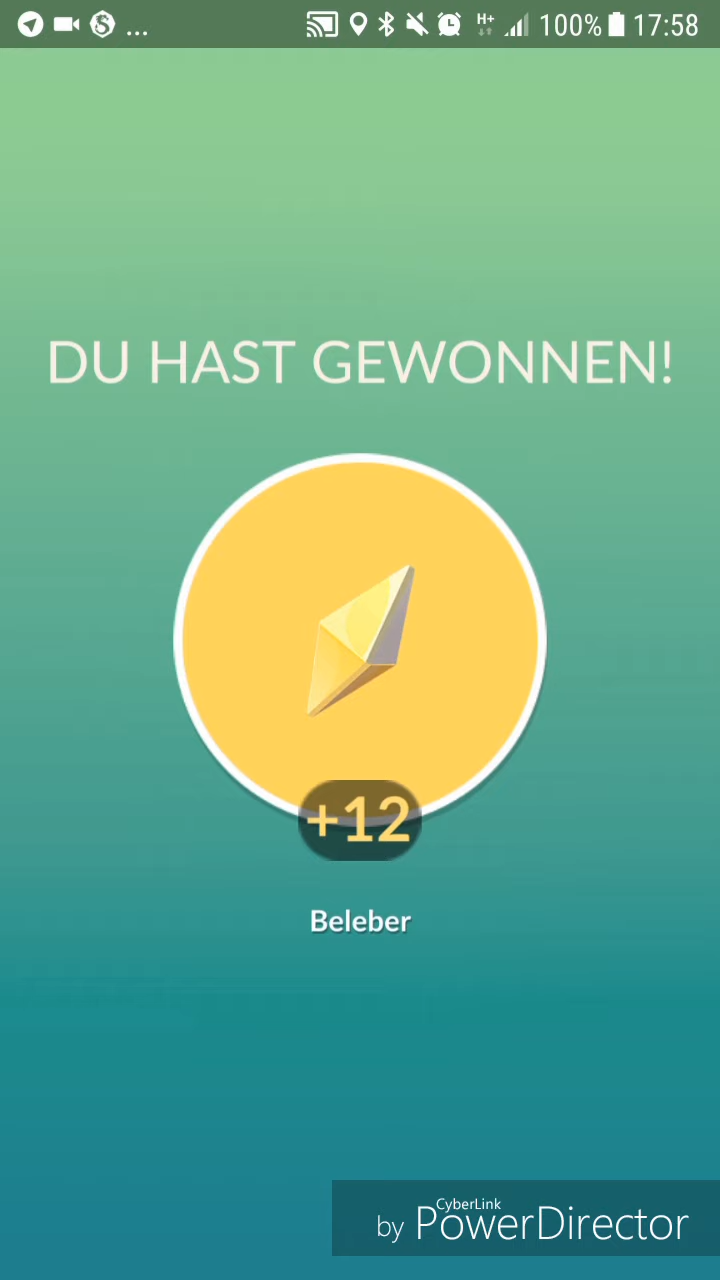 ... H+ 100% 17:58
DU HAST GEWONNEN!
+12
Beleber
CyberLink
by PowerDirector